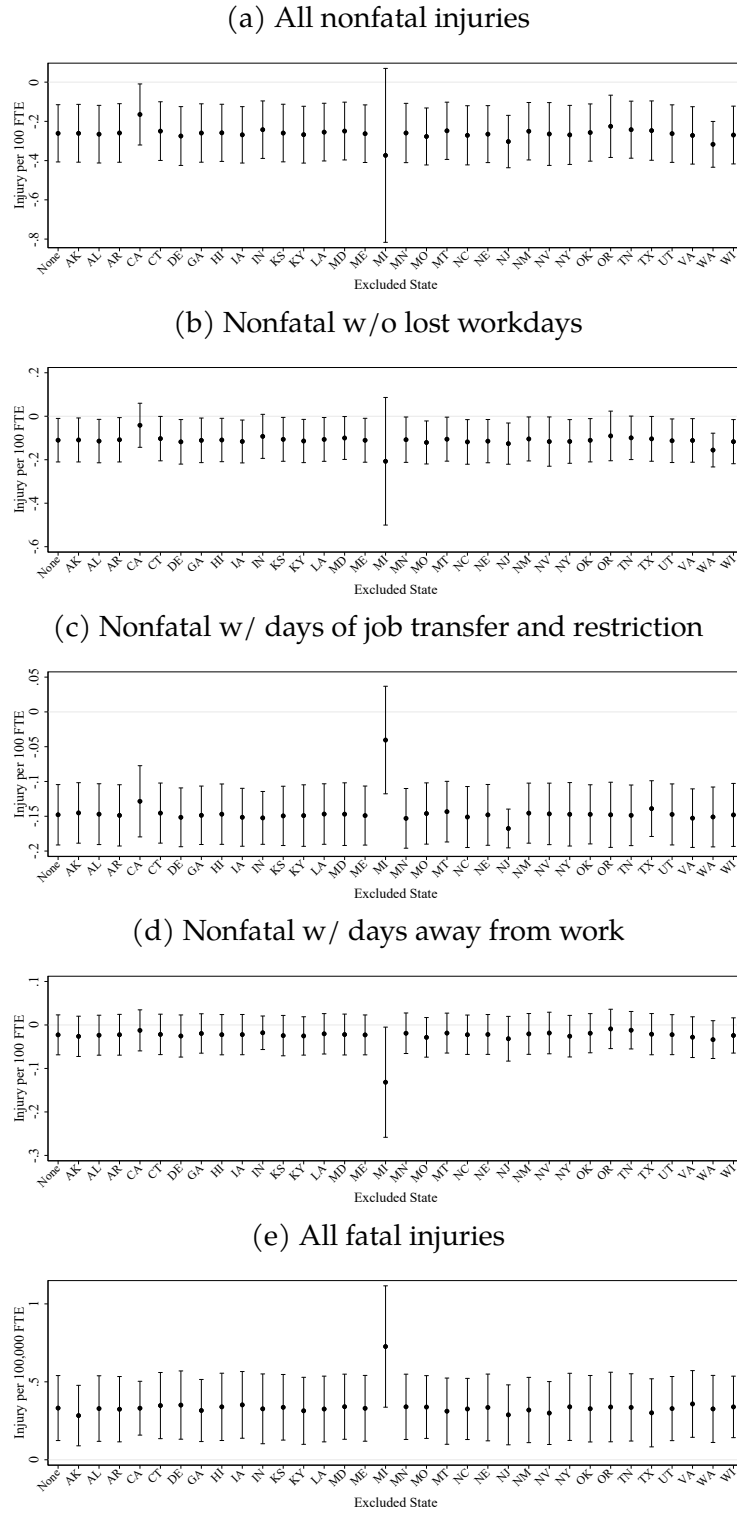 (a) All nonfatal injuries
Injury per 100 FTE
0
-.2
-.4
-.6
-.8
None AK AL AR CA CT DE GA HI IA IN KS KY LA MD ME MI MN MO MT NC NE NJ NM NV NY OK OR TN TX UT VA WA WI
Excluded State
(b) Nonfatal w/o lost workdays
Injury per 100 FTE
.2
0
-.2
-.4
-.6
None AK AL AR CA CT DE GA HI IA IN KS KY LA MD ME MI MN MO MT NC NE NJ NM NV NY OK OR TN TX UT VA WA WI
Excluded State
(c) Nonfatal w/ days of job transfer and restriction
Injury per 100 FTE
.05
0
-.05
-.1
-.15
-.2
None AK AL AR CA CT DE GA HI IA IN KS KY LA MD ME MI MN MO MT NC NE NJ NM NV NY OK OR TN TX UT VA WA WI
Excluded State
(d) Nonfatal w/ days away from work
Injury per 100 FTE
.1
0
-.1
-.2
-.3
None AK AL AR CA CT DE GA HI IA IN KS KY LA MD ME MI MN MO MT NC NE NJ NM NV NY OK OR TN TX UT VA WA WI
Excluded State
(e) All fatal injuries
Injury per 100,000 FTE
1
.5
0
None AK AL AR CA CT DE GA HI IA IN KS KY LA MD ME MI MN MO MT NC NE NJ NM NV NY OK OR TN TX UT VA WA WI
Excluded State